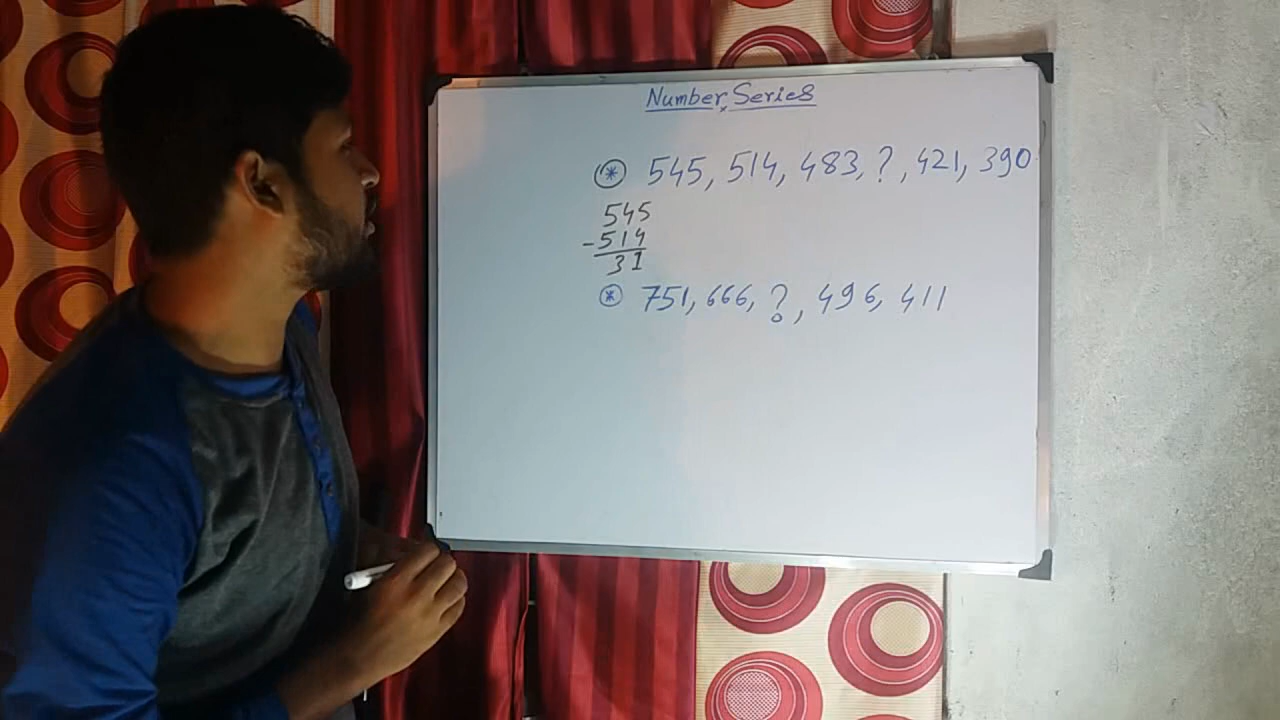 Number Series
* 545, 514, 483, ?, 421, 390
545
-514
31
* 751, 666, ?, 496, 411